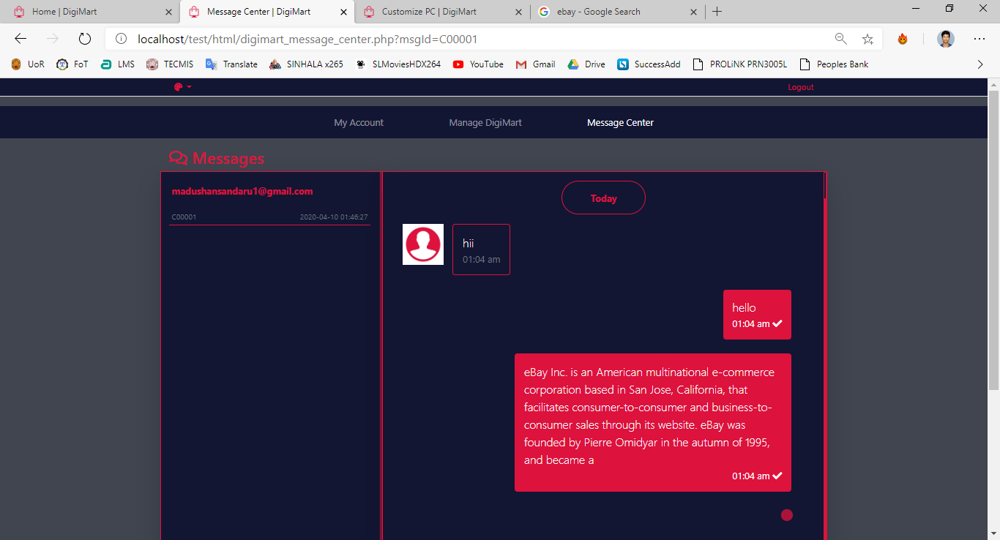 Home | DigiMart
Message Center | DigiMart
Customize PC | DigiMart
ebay - Google Search
localhost/test/html/digimart_message_center.php?msgId=C00001
UoR
FoT
LMS
TECMIS
Translate
SINHALA x265
SLMoviesHDX264
YouTube
Gmail
Drive
SuccessAdd
PROLiNK PRN3005L
Peoples Bank
Logout
My Account
Manage DigiMart
Message Center
Messages
madushansandaru1@gmail.com
C00001
2020-04-10 01:46:27
Today
hii
01:04 am
hello
01:04 am
eBay Inc. is an American multinational e-commerce
corporation based in San Jose, California, that
facilitates consumer-to-consumer and business-to-
consumer sales through its website. eBay was
founded by Pierre Omidyar in the autumn of 1995,
and became a
01:04 am